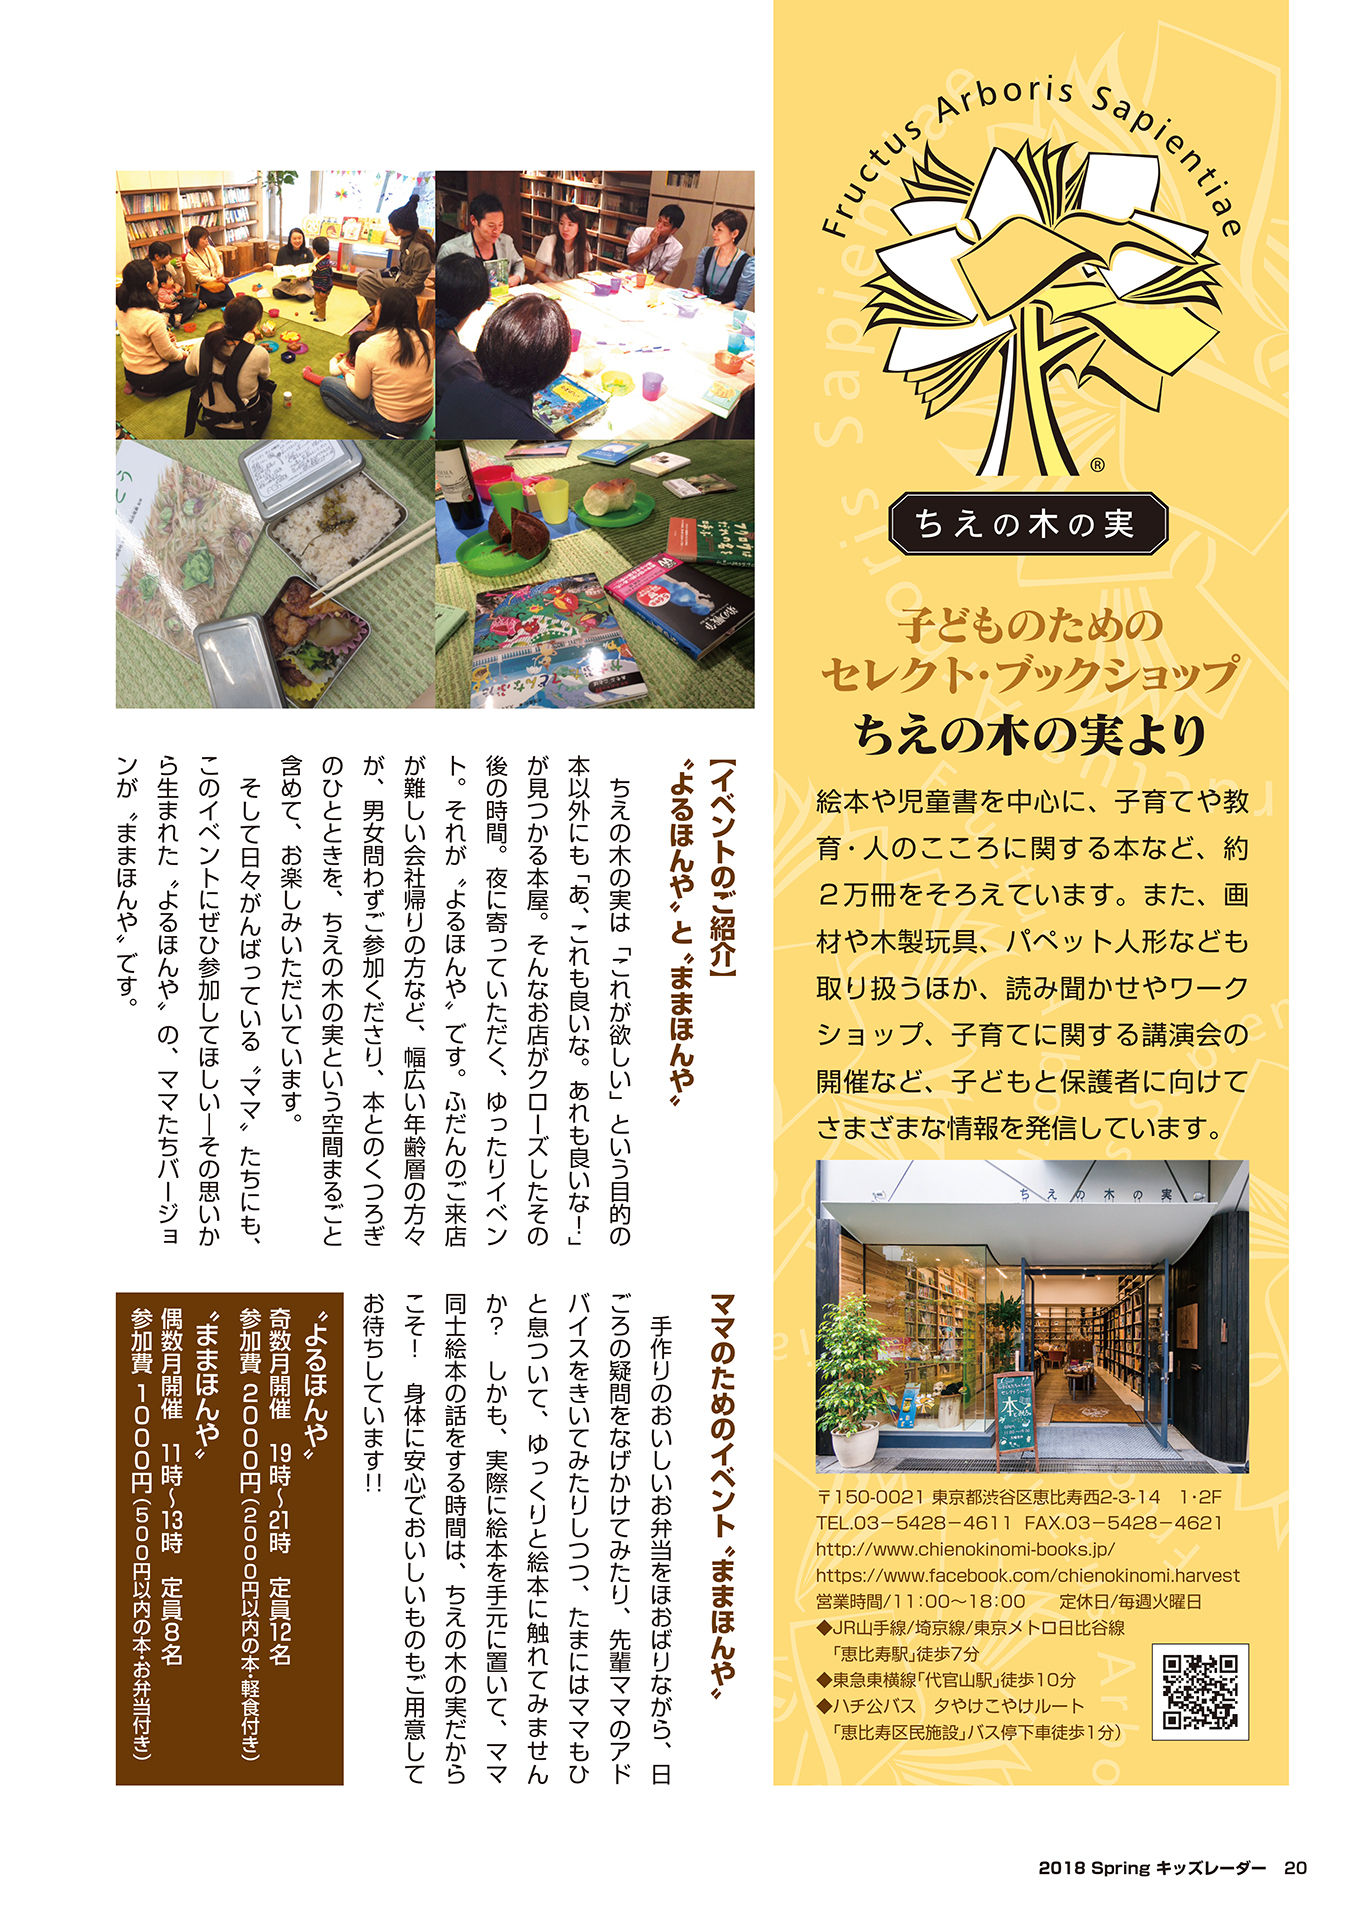 Fructus Arboris Sapientiae
®
ちえの木の実
子どものための
セレクト・ブックショップ
ちえの木の実より
絵本や児童書を中心に、子育てや教
育・人のこころに関する本など、約
２万冊をそろえています。また、画
材や木製玩具、パペット人形なども
取り扱うほか、読み聞かせやワーク
ショップ、子育てに関する講演会の
開催など、子どもと保護者に向けて
さまざまな情報を発信しています。
ちえの木の実
〒150-0021 東京都渋谷区恵比寿西2-3-14　1・2F
TEL.03－5428－4611 FAX.03－5428－4621
http://www.chienokinomi-books.jp/
https://www.facebook.com/chienokinomi.harvest
営業時間/11：00～18：00　定休日/毎週火曜日
◆JR山手線/埼京線/東京メトロ日比谷線
「恵比寿駅」徒歩7分
◆東急東横線「代官山駅」徒歩10分
◆ハチ公バス　夕やけこやけルート
「恵比寿区民施設」バス停下車徒歩1分）
【イベントのご紹介】
〝よるほんや〟と〝ままほんや〟
ちえの木の実は「これが欲しい」という目的の
本以外にも「あ、これも良いな。あれも良いな！」
が見つかる本屋。そんなお店がクローズしたその
後の時間。夜に寄っていただく、ゆったりイベン
ト。それが〝よるほんや〟です。ふだんのご来店
が難しい会社帰りの方など、幅広い年齢層の方々
が、男女問わずご参加くださり、本とのくつろぎ
のひとときを、ちえの木の実という空間まるごと
含めて、お楽しみいただいています。
そして日々がんばっている〝ママ〟たちにも、
このイベントにぜひ参加してほしい―その思いか
ら生まれた〝よるほんや〟の、ママたちバージョ
ンが〝ままほんや〟です。
ママのためのイベント〝ままほんや〟
手作りのおいしいお弁当をほおばりながら、日
ごろの疑問をなげかけてみたり、先輩ママのアド
バイスをきいてみたりしつつ、たまにはママもひ
と息ついて、ゆっくりと絵本に触れてみません
か？　しかも、実際に絵本を手元に置いて、ママ
同士絵本の話をする時間は、ちえの木の実だから
こそ！　身体に安心でおいしいものもご用意して
お待ちしています!!
〝よるほんや〟
奇数月開催　19時～21時　定員12名
参加費 2000円（2000円以内の本・軽食付き）
〝ままほんや〟
偶数月開催　11時～13時　定員8名
参加費 1000円（500円以内の本・お弁当付き）
2018 Spring キッズレーダー　20